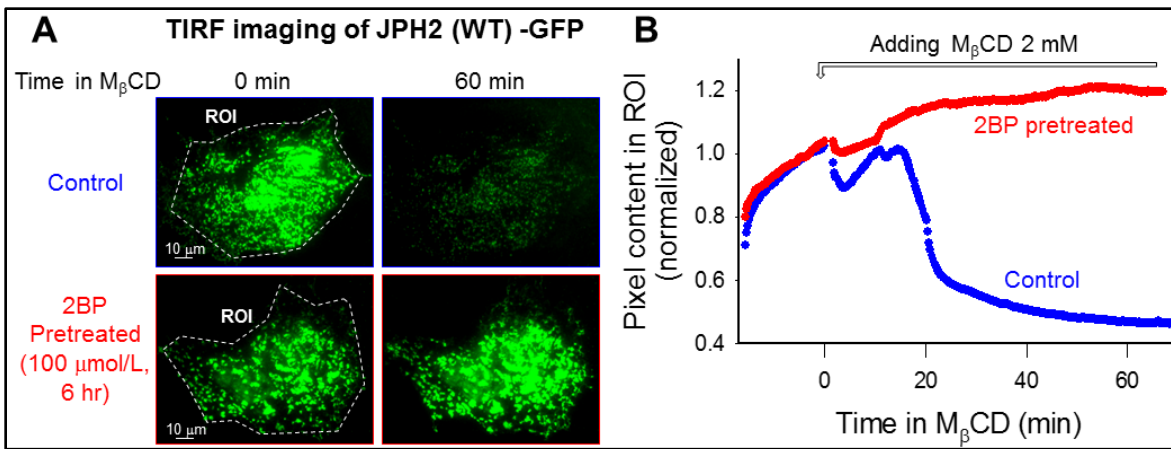 A
TIRF imaging of JPH2 (WT) -GFP
Time in MβCD
0 min
60 min
Control
ROI
10 μm
2BP
Pretreated
(100 μmol/L,
6 hr)
ROI
10 μm
B
Adding MβCD 2 mM
Pixel content in ROI
(normalized)
1.2
1.0
0.8
0.6
0.4
2BP pretreated
Control
0
20
40
60
Time in MβCD (min)